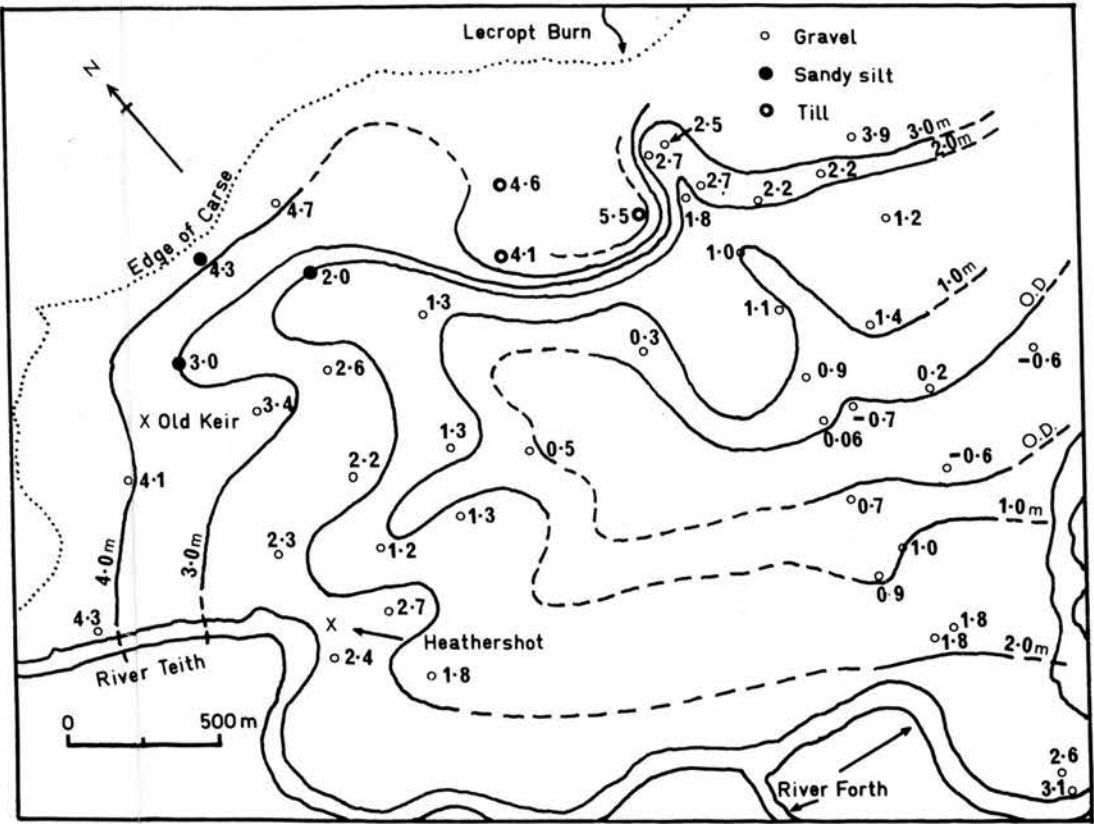 Lecropt Burn
Gravel
Sandy silt
Till
N
Edge of Carse
2·5
3·9
3·0m
2·0m
2·7
2·7
2·2
2·2
4·6
4·7
5·5
1·8
1·2
4·1
4·3
2·0
1·0
1·0m
O.D.
1·3
1·1
1·4
0·3
-0·6
3·0
2·6
0·9
0·2
3·4
X Old Keir
-0·7
0·06
1·3
0·5
O.D.
2·2
-0·6
4·1
0·7
1·3
1·0m
4·0m
3·0m
2·3
1·2
1·0
0·9
4·3
2·7
X
Heathershot
1·8
1·8
2·4
River Teith
1·8
2·0m
0
500m
2·6
River Forth
3·1